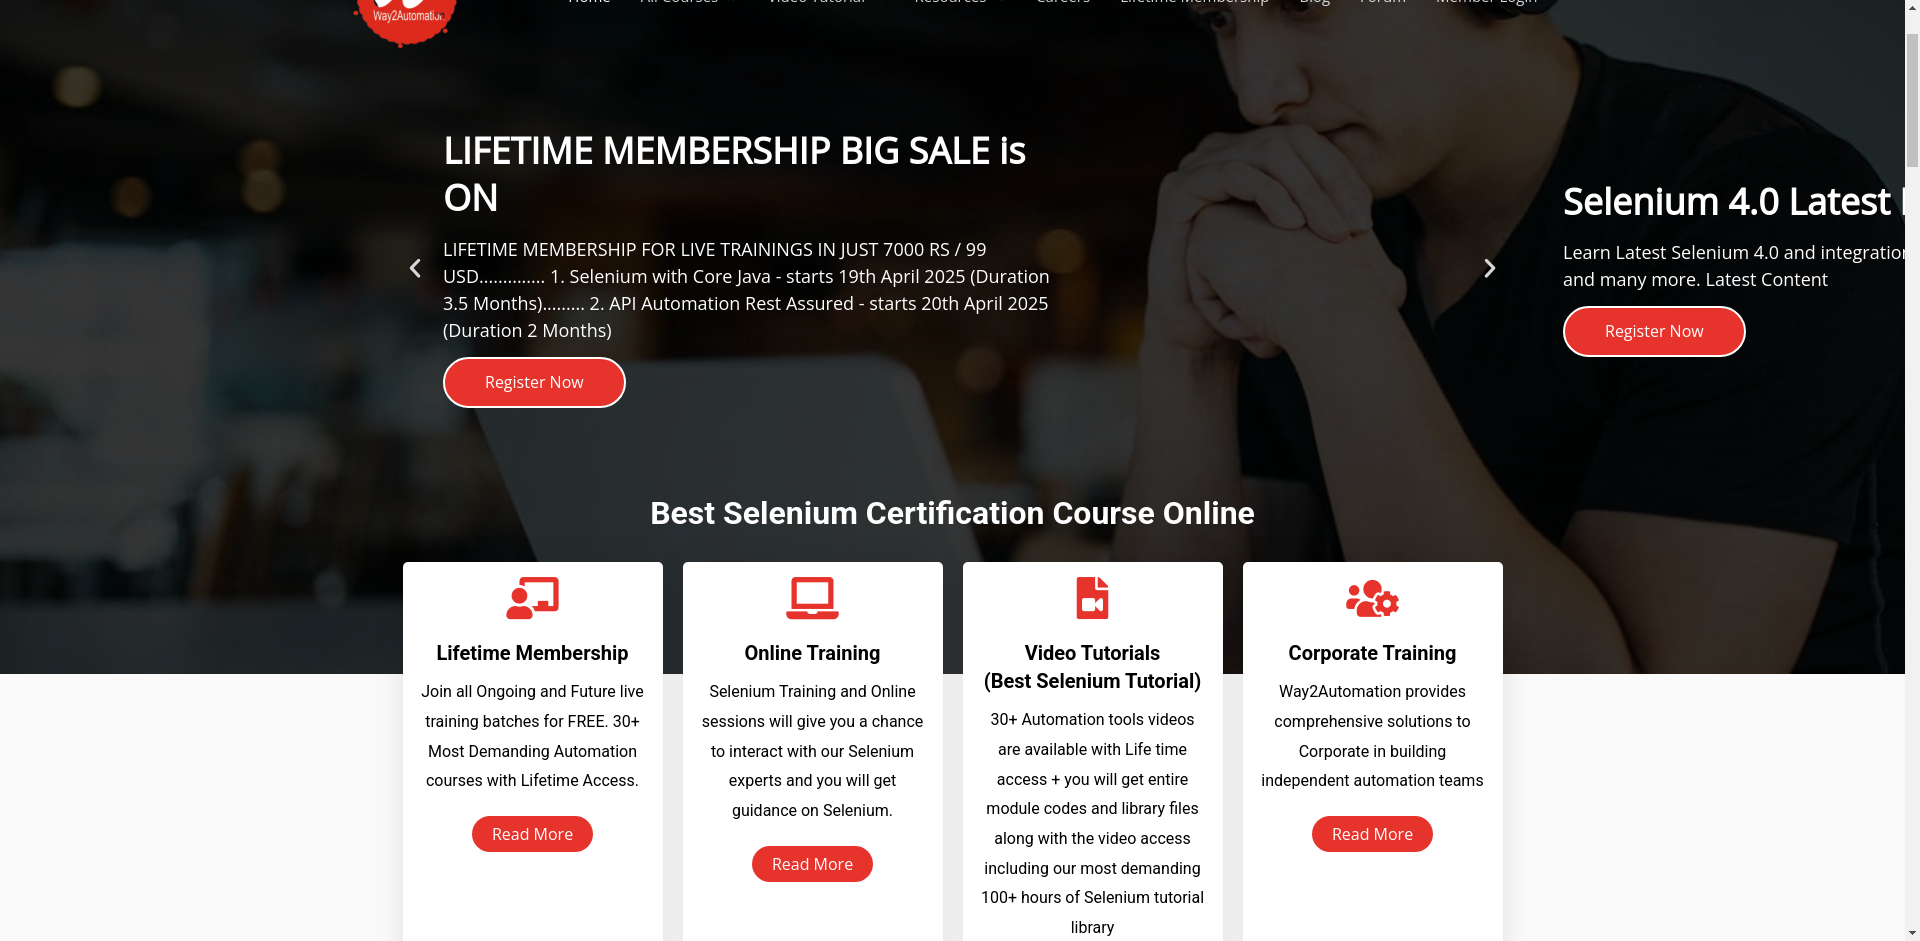 Way2Automation
Home All Courses Video Tutorial Resources Careers Lifetime Membership Blog Forum Member Login
LIFETIME MEMBERSHIP BIG SALE is
ON
LIFETIME MEMBERSHIP FOR LIVE TRAININGS IN JUST 7000 RS / 99
USD.............. 1. Selenium with Core Java - starts 19th April 2025 (Duration
3.5 Months)......... 2. API Automation Rest Assured - starts 20th April 2025
(Duration 2 Months)
Register Now
Selenium 4.0 Latest
Learn Latest Selenium 4.0 and integration
and many more. Latest Content
Register Now
Best Selenium Certification Course Online
Lifetime Membership
Join all Ongoing and Future live
training batches for FREE. 30+
Most Demanding Automation
courses with Lifetime Access.
Read More
Online Training
Selenium Training and Online
sessions will give you a chance
to interact with our Selenium
experts and you will get
guidance on Selenium.
Read More
Video Tutorials
(Best Selenium Tutorial)
30+ Automation tools videos
are available with Life time
access + you will get entire
module codes and library files
along with the video access
including our most demanding
100+ hours of Selenium tutorial
library
Corporate Training
Way2Automation provides
comprehensive solutions to
Corporate in building
independent automation teams
Read More